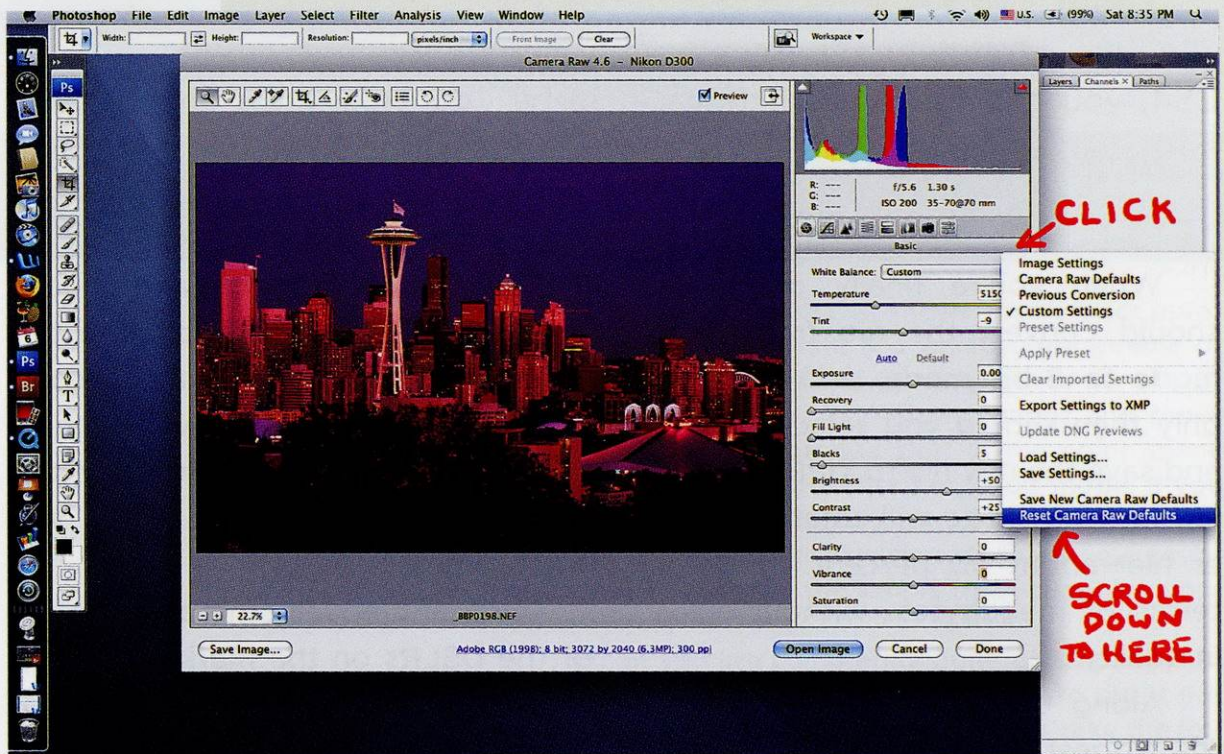 Photoshop File Edit Image Layer Select Filter Analysis View Window Help
U.S. (99%) Sat 8:35 PM
Width: Height: Resolution: pixels/inch Front Image Clear Workspace
Camera Raw 4.6 – Nikon D300
Layers Channels × Paths
Ps
Preview
R: ---
G: ---
B: ---
f/5.6 1.30 s
ISO 200 35-70@70 mm
CLICK
Basic
White Balance: Custom
Temperature 5150
Tint -9
Auto Default
Exposure 0.00
Recovery 0
Fill Light 0
Blacks 5
Brightness +50
Contrast +25
Clarity 0
Vibrance 0
Saturation 0
Image Settings
Camera Raw Defaults
Previous Conversion
✓ Custom Settings
Preset Settings
Apply Preset
Clear Imported Settings
Export Settings to XMP
Update DNG Previews
Load Settings...
Save Settings...
Save New Camera Raw Defaults
Reset Camera Raw Defaults
SCROLL
DOWN
TO HERE
6
Ps
Br
T
22.7% _BBP0198.NEF
Save Image... Adobe RGB (1998); 8 bit; 3072 by 2040 (6.3MP); 300 ppi Open Image Cancel Done